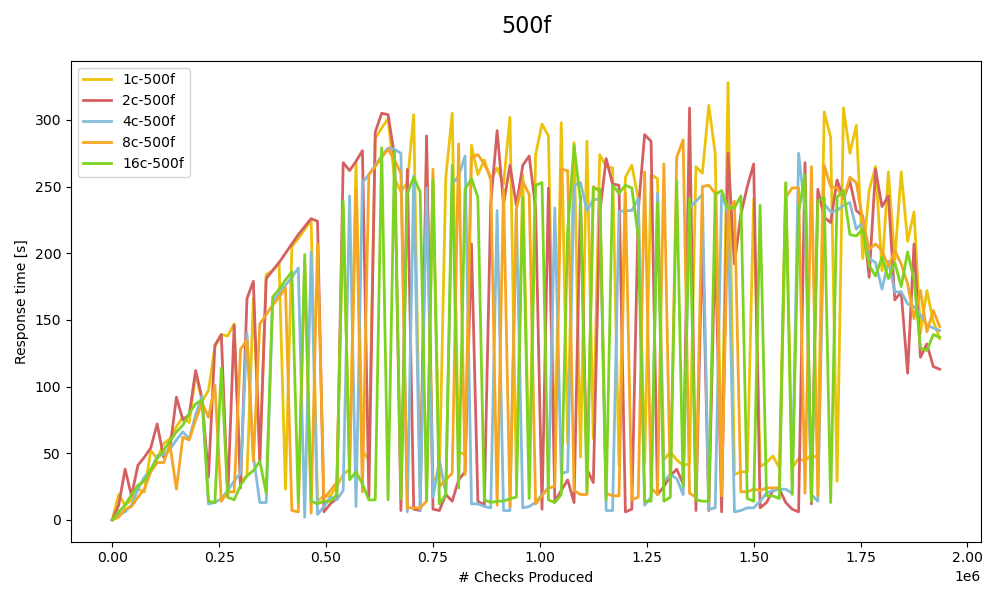 500f
1c-500f
2c-500f
4c-500f
8c-500f
16c-500f
Response time [s]
300
250
200
150
100
50
0
0.00 0.25 0.50 0.75 1.00 1.25 1.50 1.75 2.00
1e6
# Checks Produced